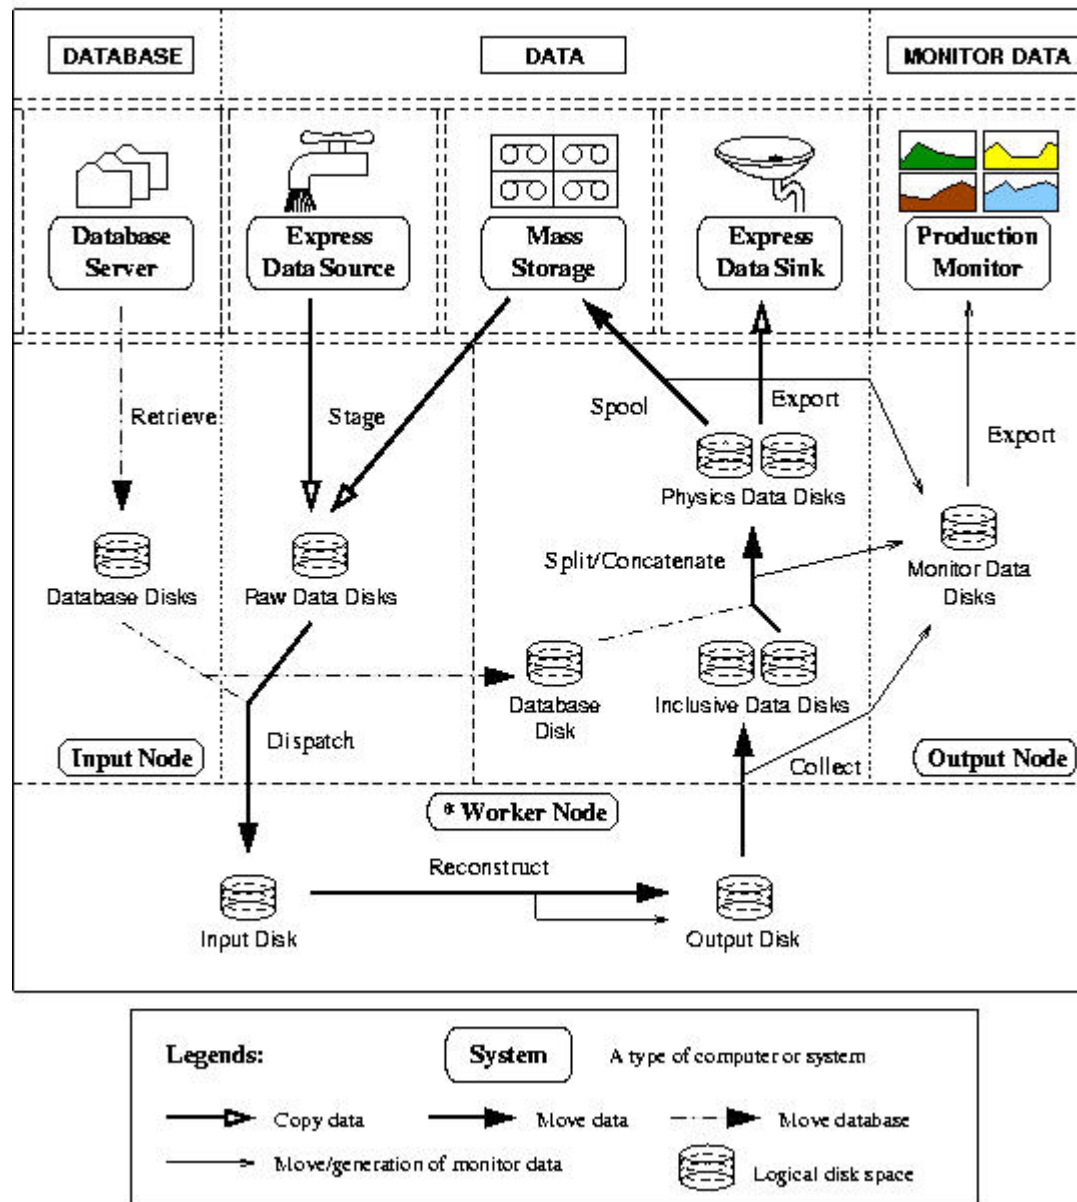 DATABASE
DATA
MONITOR DATA
Database
Server
Express
Data Source
Mass
Storage
Express
Data Sink
Production
Monitor
Retrieve
Stage
Spool
Export
Export
Physics Data Disks
Database Disks
Raw Data Disks
Split/Concatenate
Monitor Data
Disks
Database
Disk
Inclusive Data Disks
Dispatch
Input Node
Collect
Output Node
* Worker Node
Reconstruct
Input Disk
Output Disk
Legends:
System
A type of computer or system
Copy data
Move data
Move database
Move/generation of monitor data
Logical disk space